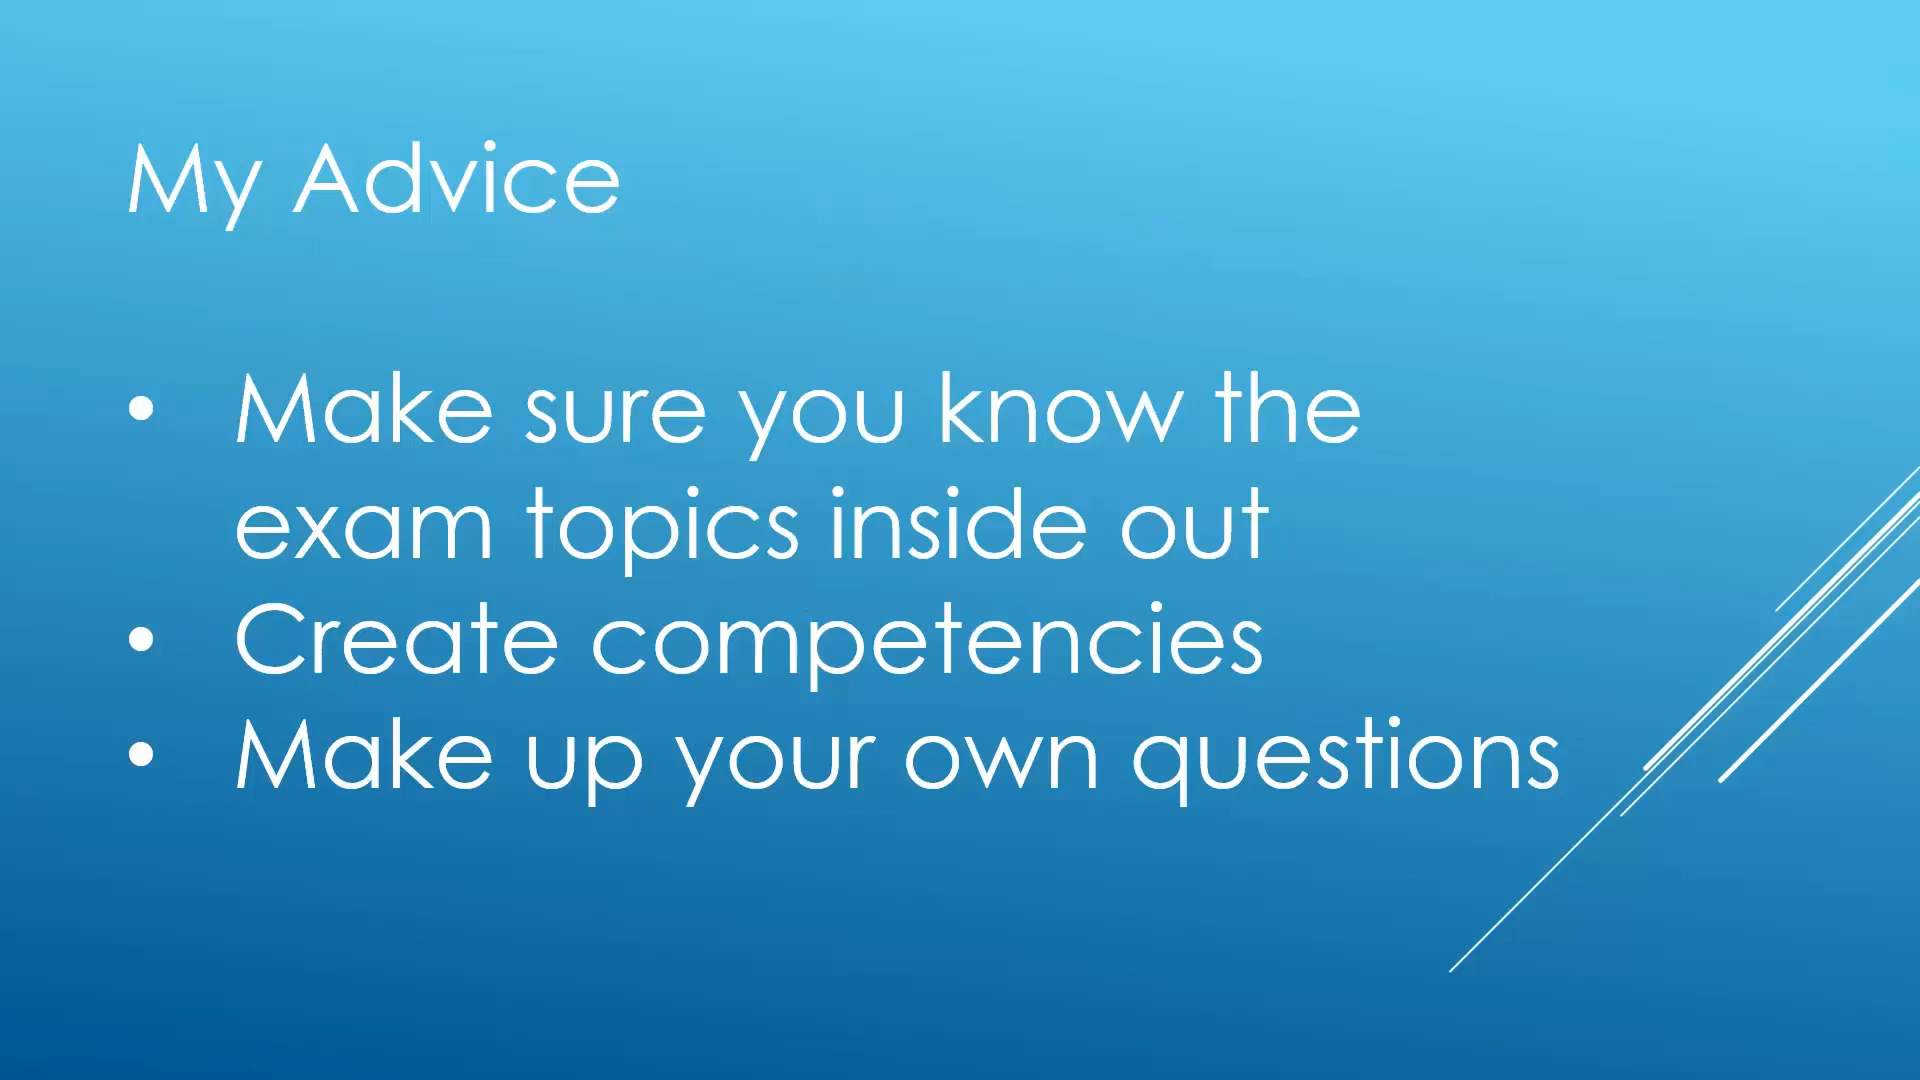 My Advice
• Make sure you know the
exam topics inside out
• Create competencies
• Make up your own questions